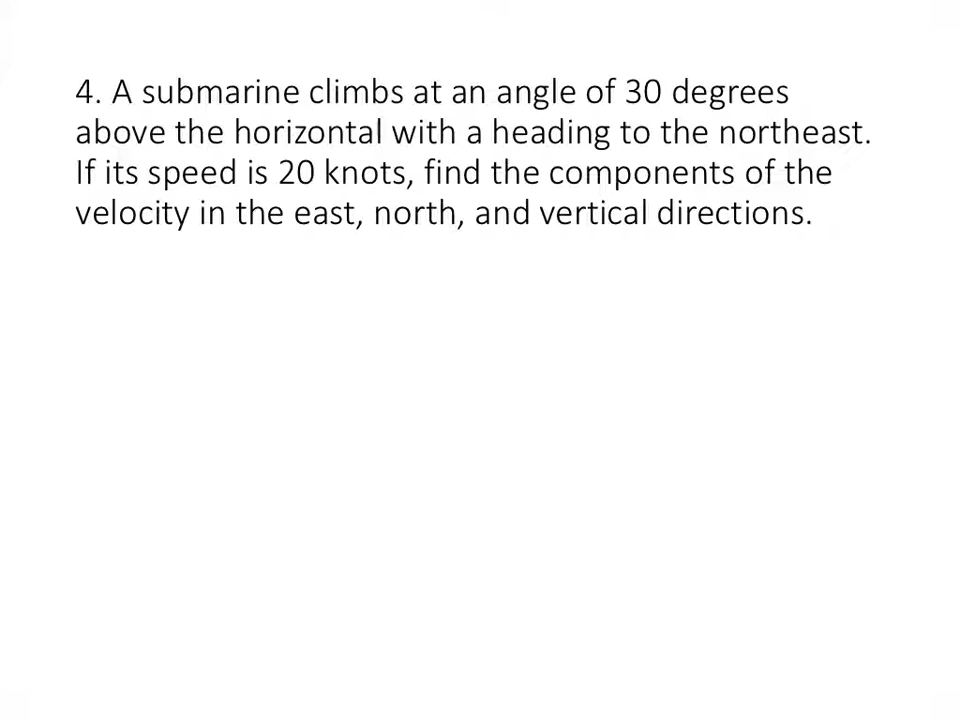 4. A submarine climbs at an angle of 30 degrees
above the horizontal with a heading to the northeast.
If its speed is 20 knots, find the components of the
velocity in the east, north, and vertical directions.